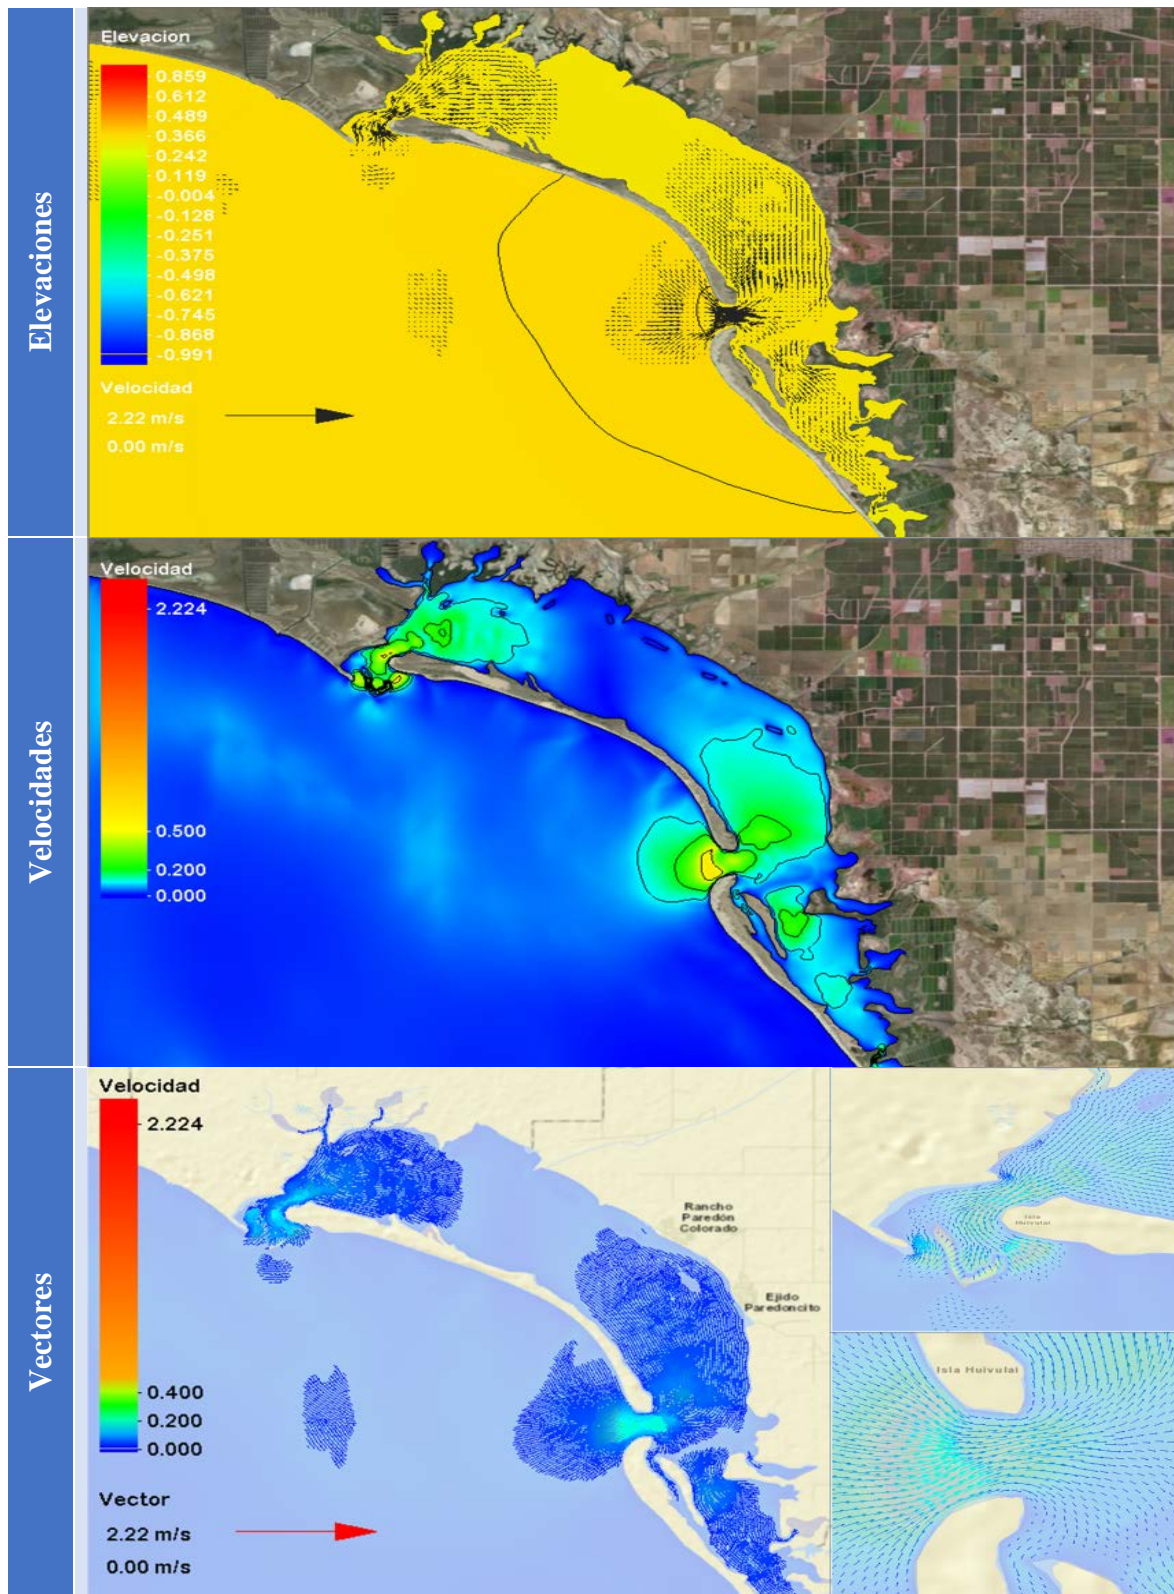 Elevaciones
Elevacion
0.859
0.612
0.489
0.366
0.242
0.119
-0.004
-0.128
-0.251
-0.375
-0.498
-0.621
-0.745
-0.868
-0.991
Velocidad
2.22 m/s
0.00 m/s
Velocidades
Velocidad
2.224
0.500
0.200
0.000
Vectores
Velocidad
2.224
0.400
0.200
0.000
Vector
2.22 m/s
0.00 m/s
Rancho
Paredón
Colorado
Ejido
Paredoncito
Isla
Huivulai
Isla Huivulai